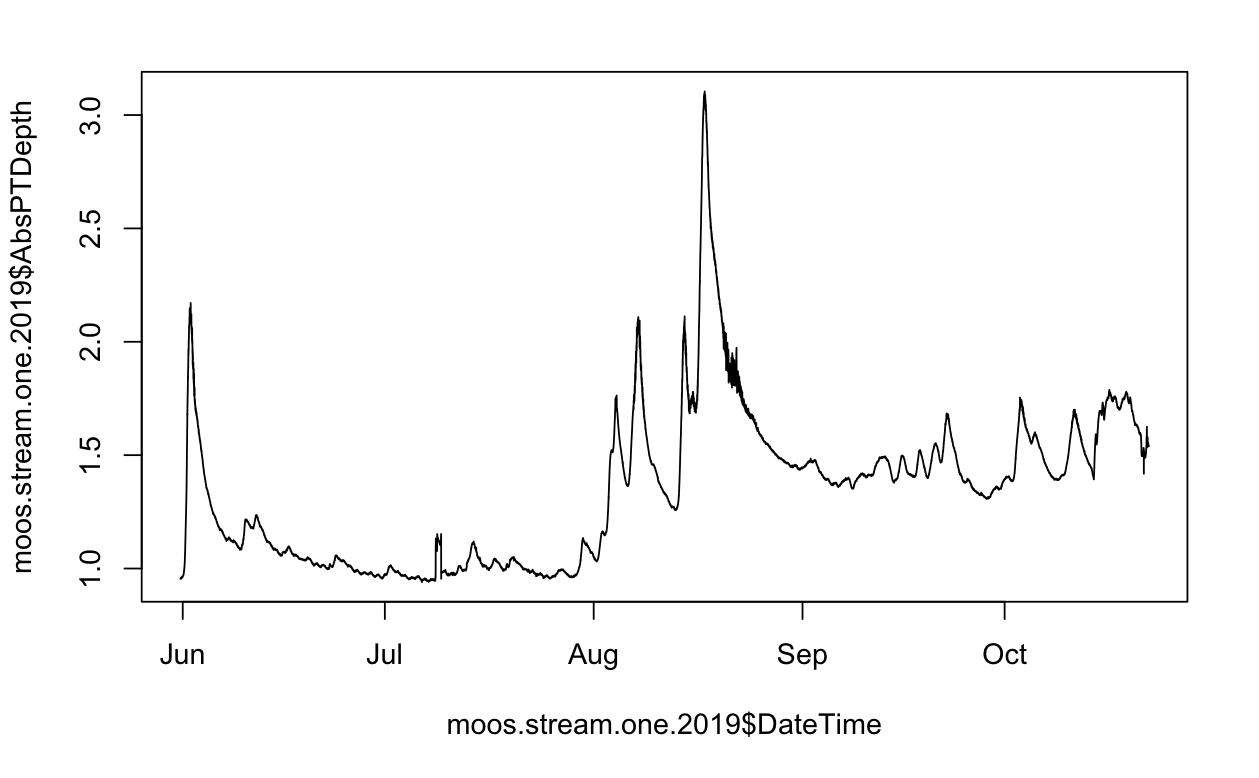 moos.stream.one.2019$AbsPTDepth
3.0
2.5
2.0
1.5
1.0
Jun Jul Aug Sep Oct
moos.stream.one.2019$DateTime